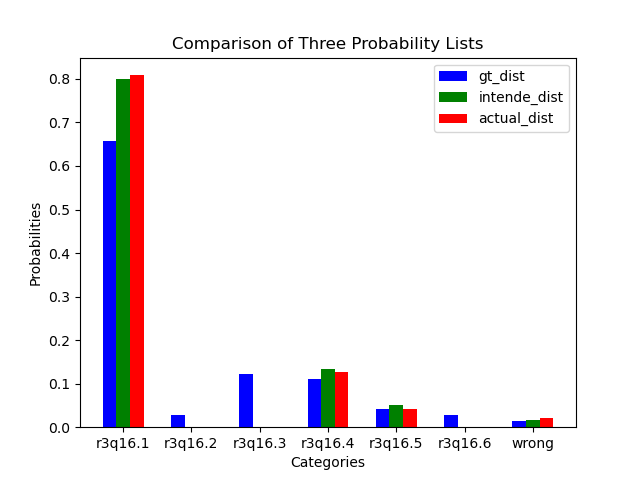 Comparison of Three Probability Lists
gt_dist
intende_dist
actual_dist
Probabilities
0.8
0.7
0.6
0.5
0.4
0.3
0.2
0.1
0.0
r3q16.1 r3q16.2 r3q16.3 r3q16.4 r3q16.5 r3q16.6 wrong
Categories